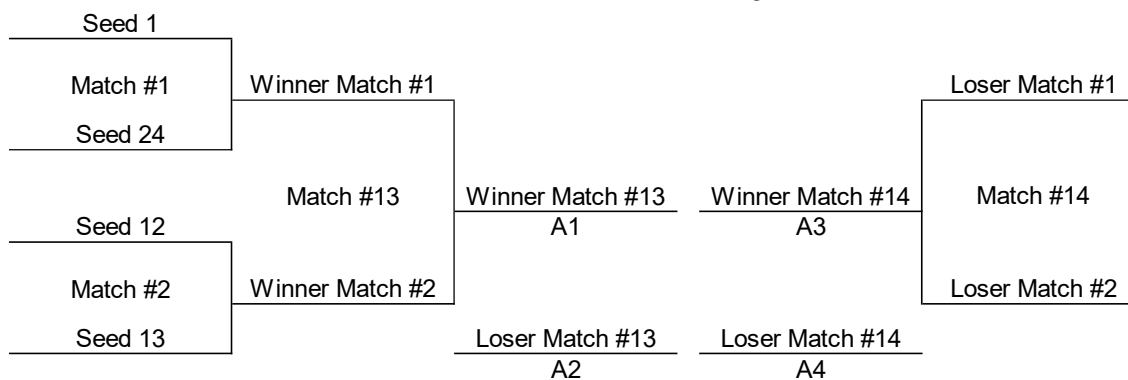 Seed 1
Match #1
Winner Match #1
Loser Match #1
Seed 24
Match #13
Winner Match #13
Winner Match #14
Match #14
A1
A3
Seed 12
Match #2
Winner Match #2
Loser Match #2
Seed 13
Loser Match #13
Loser Match #14
A2
A4